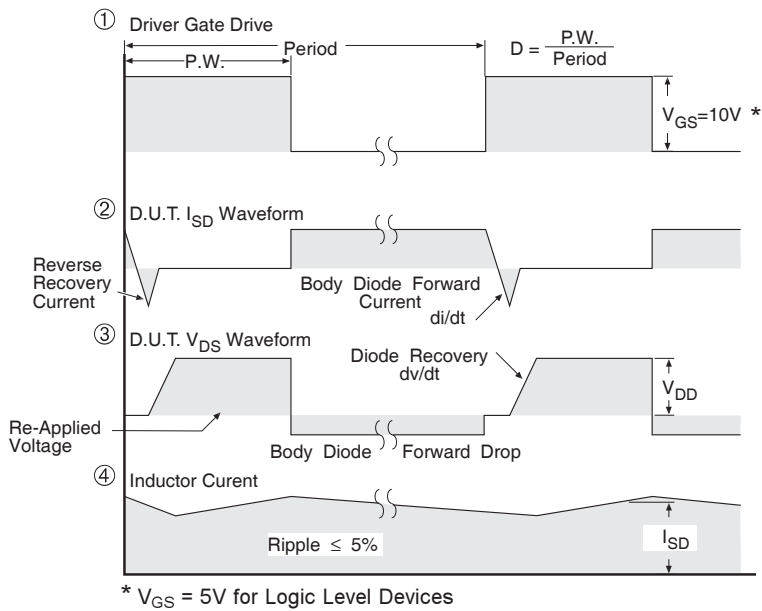 ① Driver Gate Drive
Period
P.W.
D = P.W.
Period
V_GS=10V *
② D.U.T. I_SD Waveform
Reverse
Recovery
Current
Body Diode Forward
Current
di/dt
③ D.U.T. V_DS Waveform
Diode Recovery
dv/dt
V_DD
Re-Applied
Voltage
Body Diode Forward Drop
④ Inductor Curent
Ripple ≤ 5%
I_SD
* V_GS = 5V for Logic Level Devices